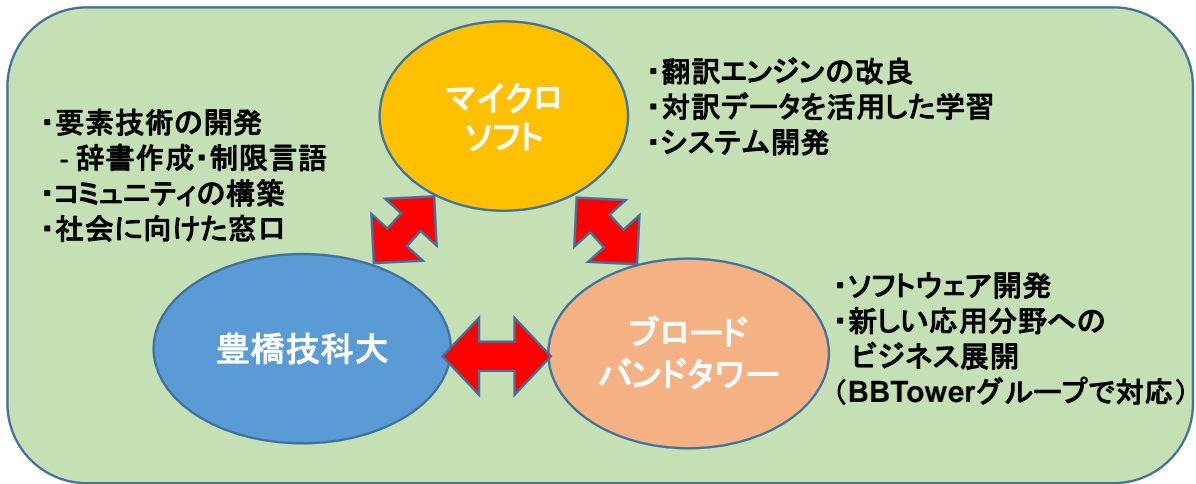 マイクロ
ソフト
・翻訳エンジンの改良
・対訳データを活用した学習
・システム開発
・要素技術の開発
- 辞書作成・制限言語
・コミュニティの構築
・社会に向けた窓口
豊橋技科大
ブロード
バンドタワー
・ソフトウェア開発
・新しい応用分野への
ビジネス展開
（BBTowerグループで対応）